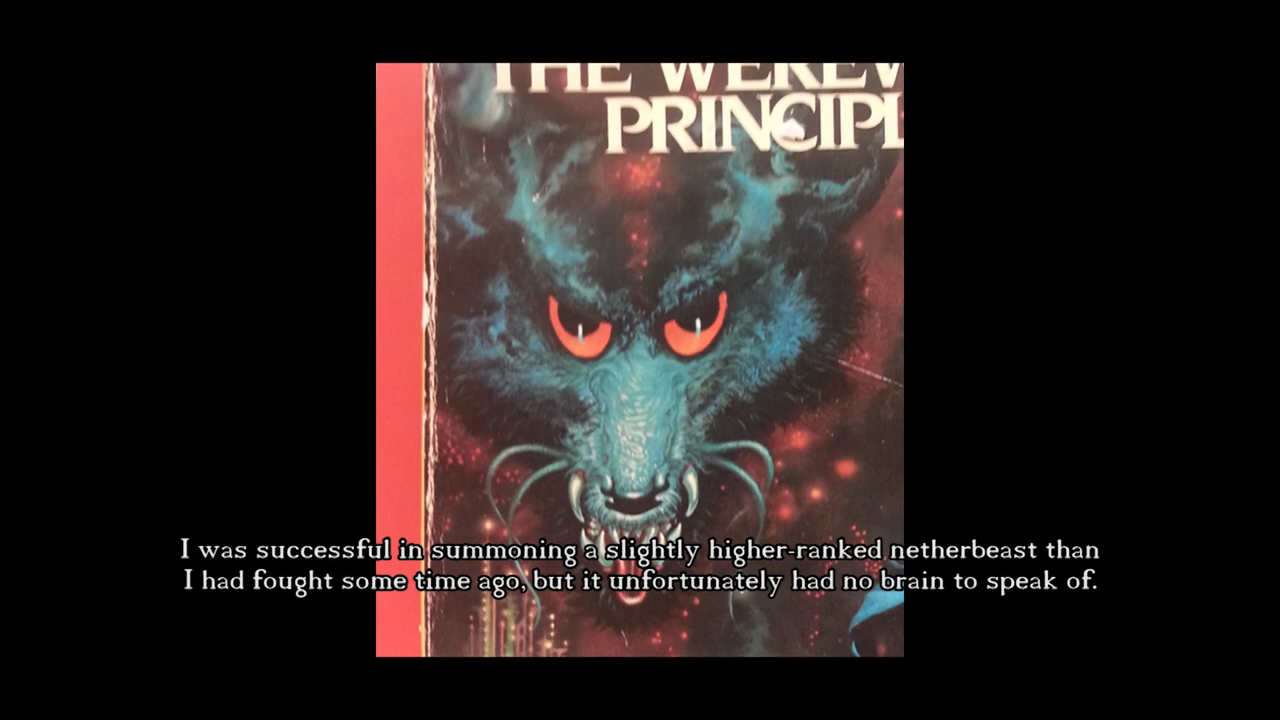 THE WEREW
PRINCIPL
I was successful in summoning a slightly higher-ranked netherbeast than
I had fought some time ago, but it unfortunately had no brain to speak of.